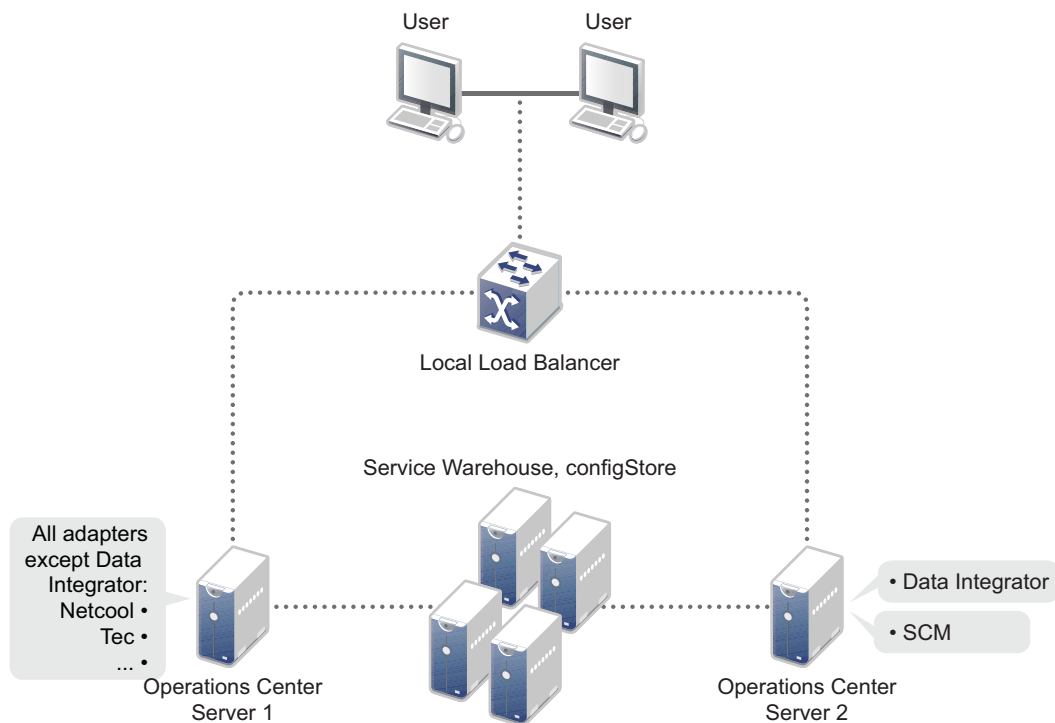 User
User
Local Load Balancer
Service Warehouse, configStore
All adapters
except Data
Integrator:
Netcool •
Tec •
... •
• Data Integrator
• SCM
Operations Center
Server 1
Operations Center
Server 2